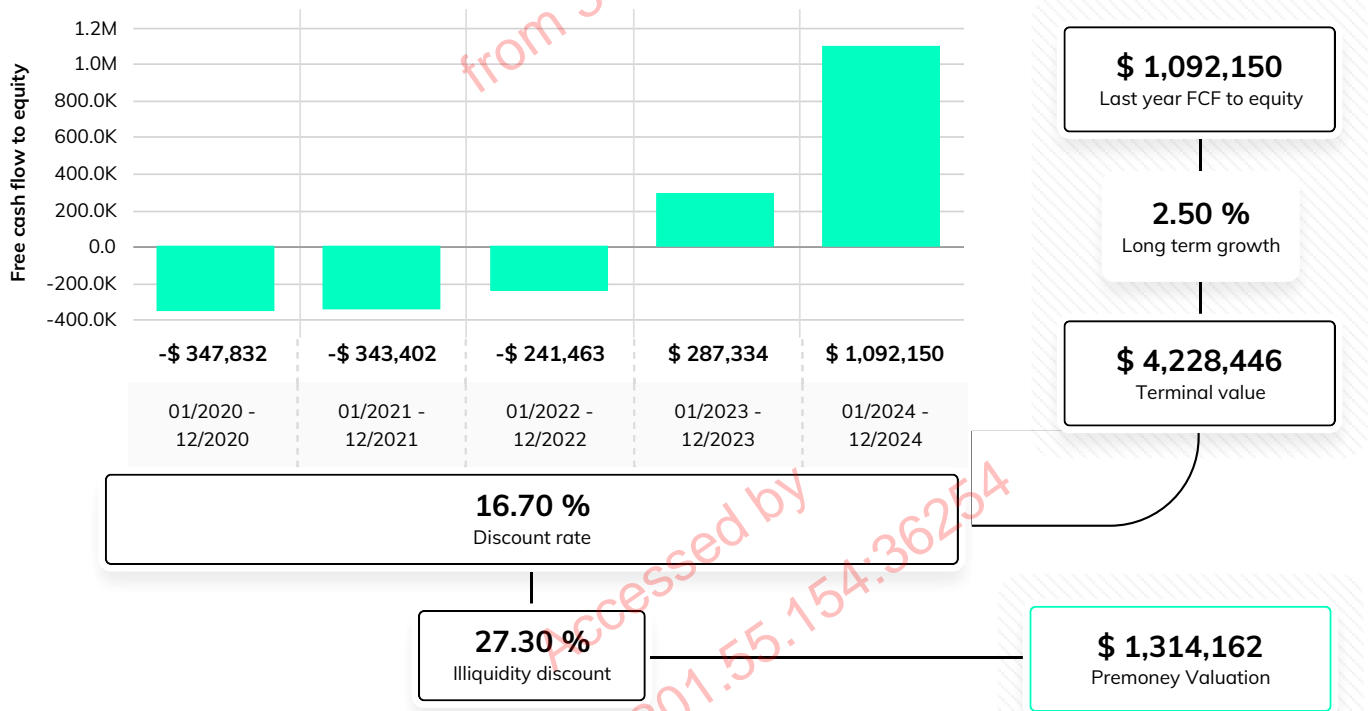 Free cash flow to equity
1.2M
1.0M
800.0K
600.0K
400.0K
200.0K
0.0
-200.0K
-400.0K
-$ 347,832 -$ 343,402 -$ 241,463 $ 287,334 $ 1,092,150
01/2020 - 01/2021 - 01/2022 - 01/2023 - 01/2024 -
12/2020 12/2021 12/2022 12/2023 12/2024
16.70 %
Discount rate
27.30 %
Illiquidity discount
$ 1,092,150
Last year FCF to equity
2.50 %
Long term growth
$ 4,228,446
Terminal value
$ 1,314,162
Premoney Valuation
from
Accessed by
201.55.154:36254